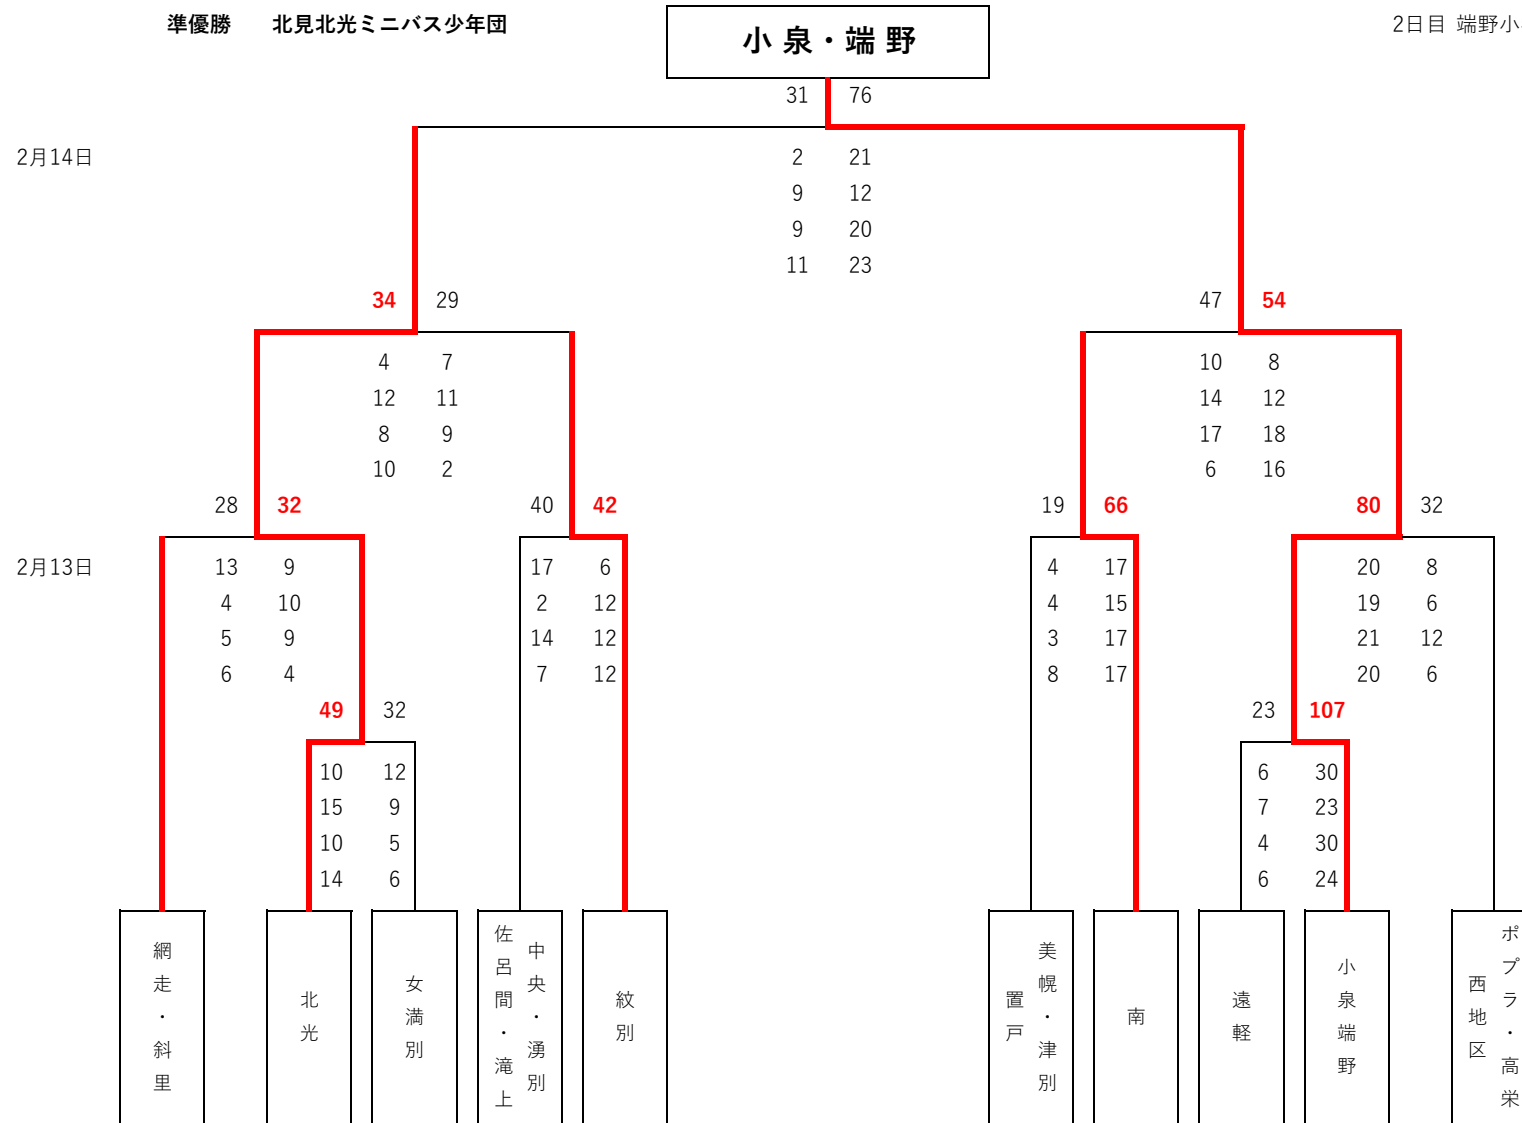 準優勝 北見北光ミニバス少年団
小泉・端野
2日目 端野小
31 76
2月14日
2 21
9 12
9 20
11 23
34 29
47 54
4 7
10 8
12 11
14 12
8 9
17 18
10 2
6 16
28 32
40 42
19 66
80 32
2月13日
13 9
17 6
4 17
20 8
4 10
2 12
4 15
19 6
5 9
14 12
3 17
21 12
6 4
7 12
8 17
20 6
49 32
23 107
10 12
6 30
15 9
7 23
10 5
4 30
14 6
6 24
網走・斜里
北光
女満別
中央・湧別
佐呂間・滝上
紋別
美幌・津別
置戸
南
遠軽
小泉端野
ポプラ・高栄
西地区